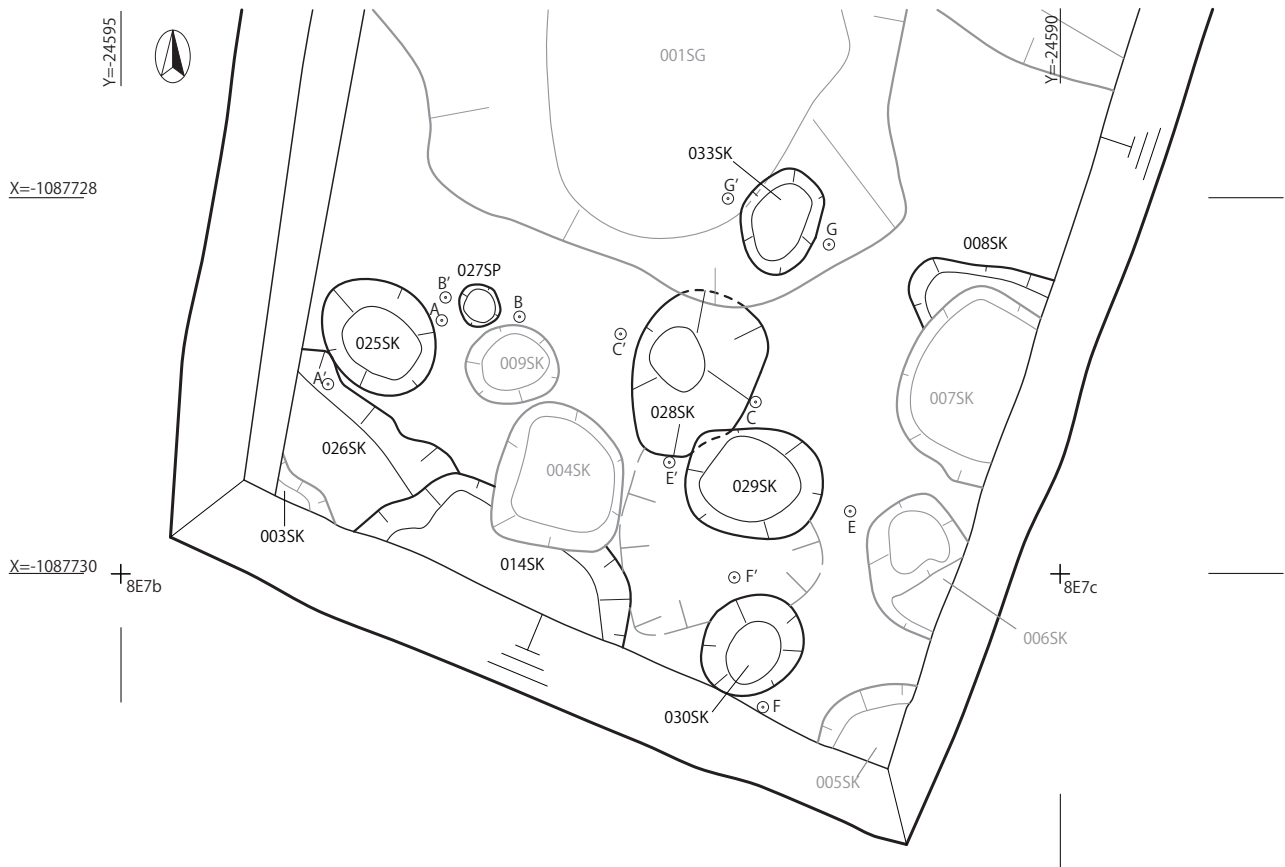 Y=-24595
Y=-24590
001SG
033SK
X=-1087728
G'
G
008SK
027SP
B'
B
A
C'
025SK
009SK
A'
007SK
028SK
C
026SK
004SK
E'
029SK
E
003SK
014SK
X=-1087730
8E7b
F'
8E7c
006SK
030SK
F
005SK